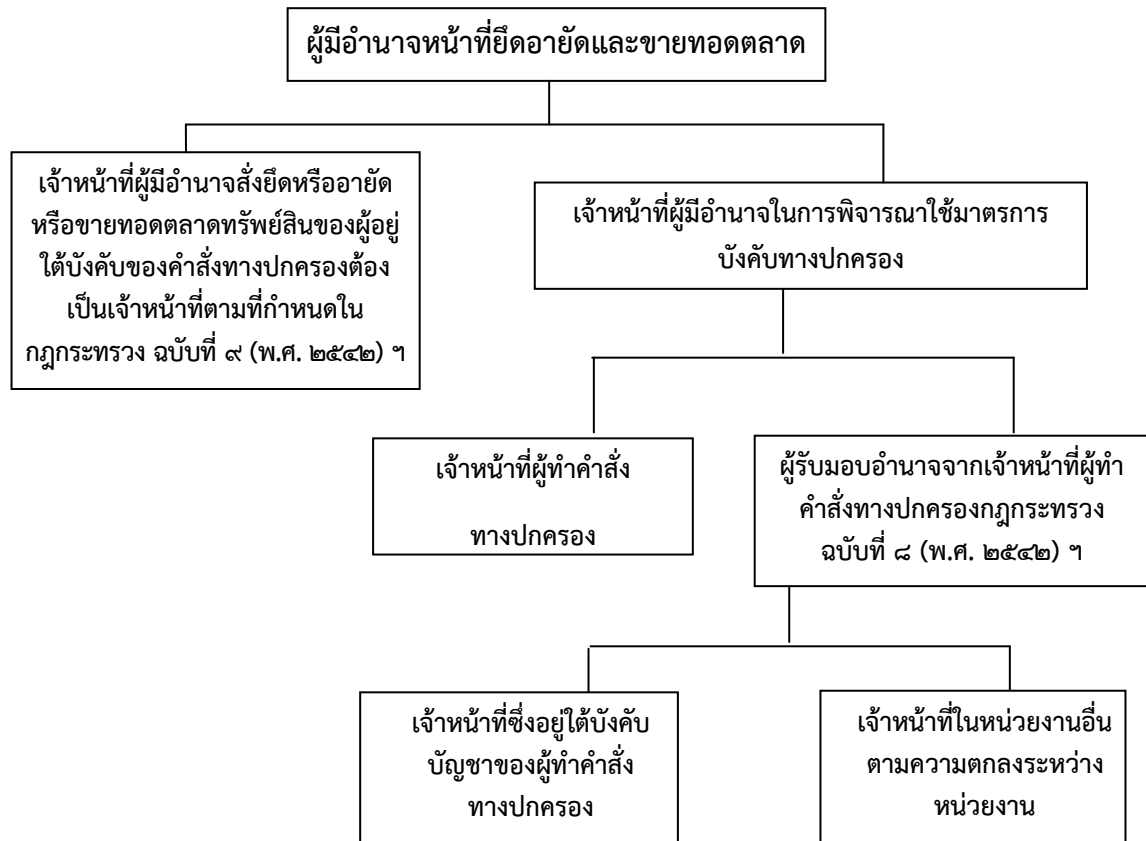 ผู้มีอำนาจหน้าที่ยึดอายัดและขายทอดตลาด
เจ้าหน้าที่ผู้มีอำนาจสั่งยึดหรืออายัด
หรือขายทอดตลาดทรัพย์สินของผู้อยู่
ใต้บังคับของคำสั่งทางปกครองต้อง
เป็นเจ้าหน้าที่ตามที่กำหนดใน
กฎกระทรวง ฉบับที่ ๙ (พ.ศ. ๒๕๔๒) ฯ
เจ้าหน้าที่ผู้มีอำนาจในการพิจารณาใช้มาตรการ
บังคับทางปกครอง
เจ้าหน้าที่ผู้ทำคำสั่ง
ทางปกครอง
ผู้รับมอบอำนาจจากเจ้าหน้าที่ผู้ทำ
คำสั่งทางปกครองกฎกระทรวง
ฉบับที่ ๘ (พ.ศ. ๒๕๔๒) ฯ
เจ้าหน้าที่ซึ่งอยู่ใต้บังคับ
บัญชาของผู้ทำคำสั่ง
ทางปกครอง
เจ้าหน้าที่ในหน่วยงานอื่น
ตามความตกลงระหว่าง
หน่วยงาน